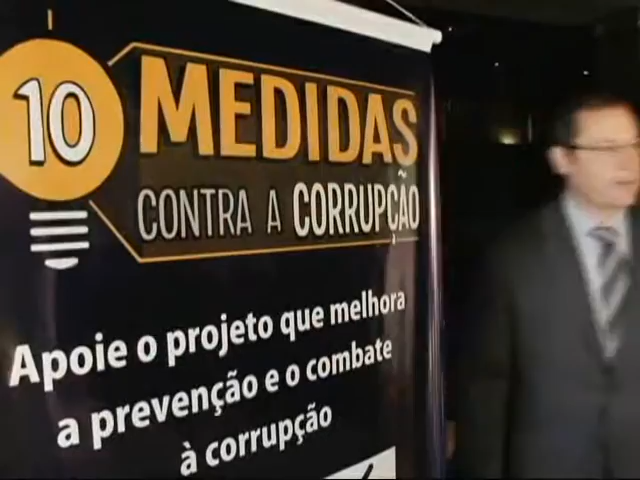 10 MEDIDAS
CONTRA A CORRUPÇÃO
Apoie o projeto que melhora
a prevenção e o combate
à corrupção